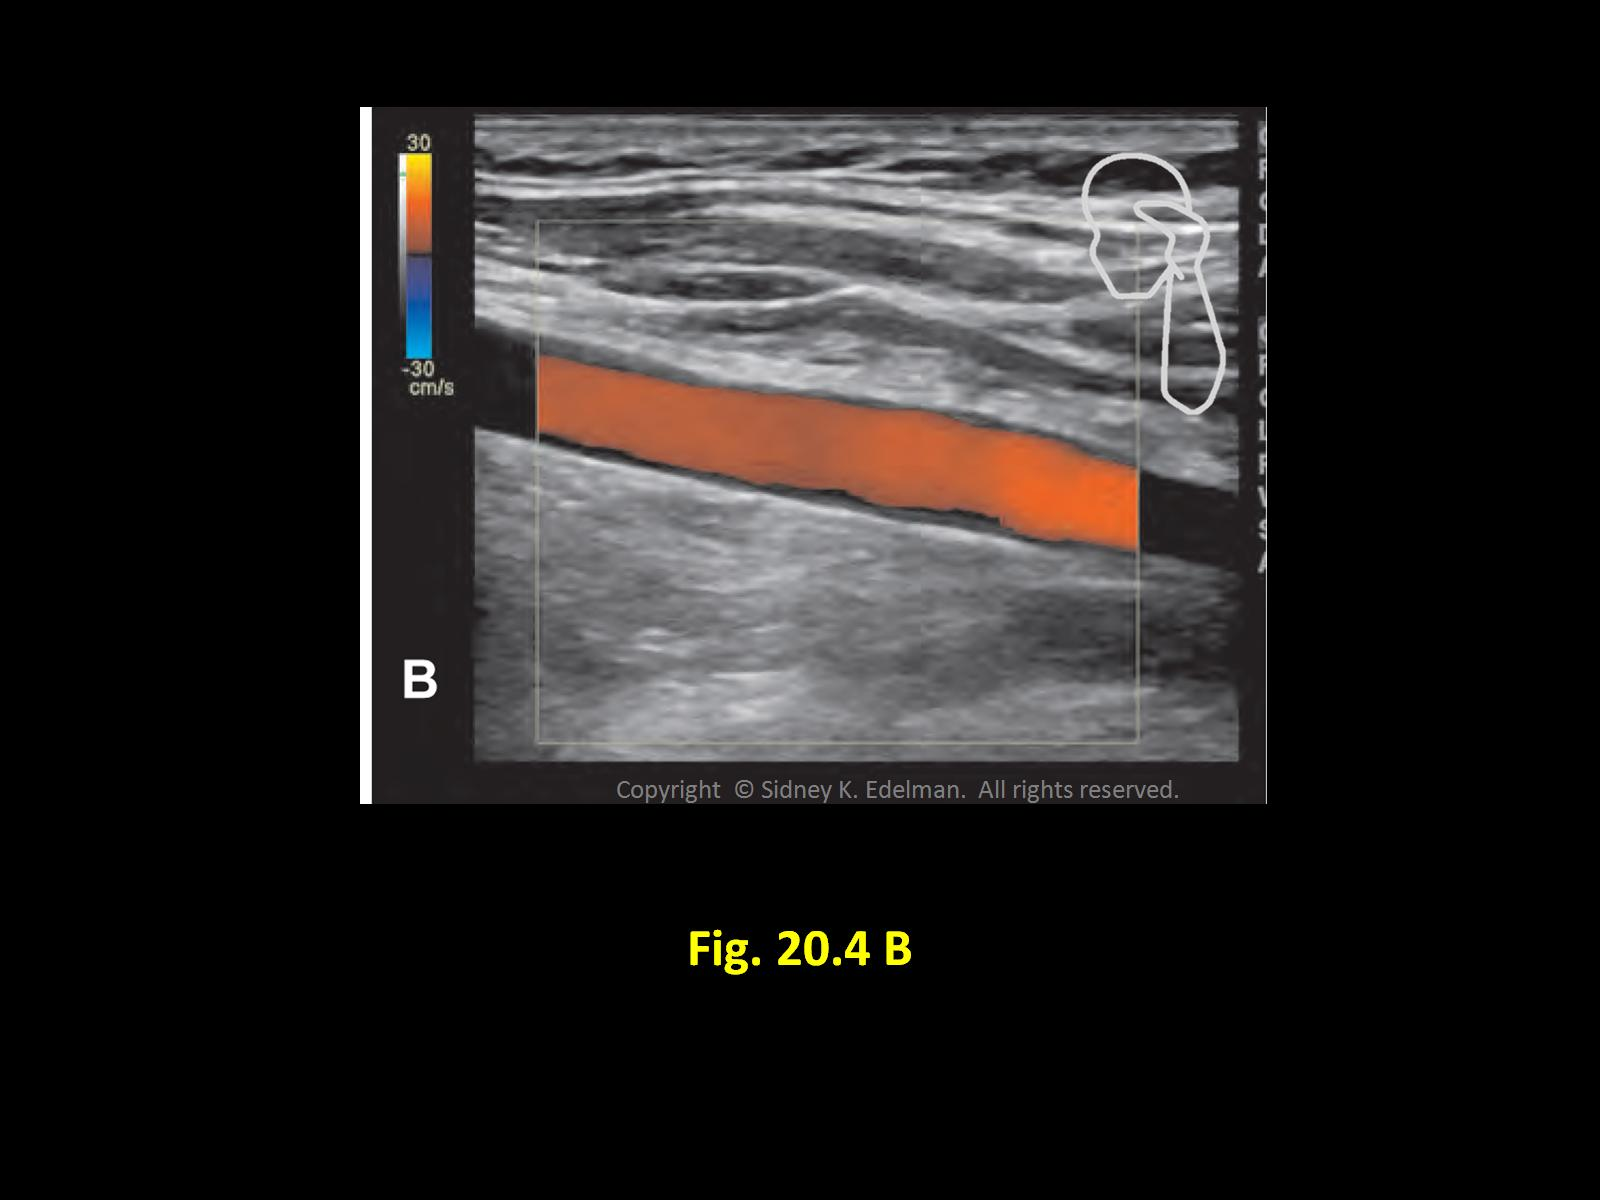 30
-30
cm/s
B
Copyright © Sidney K. Edelman. All rights reserved.
Fig. 20.4 B